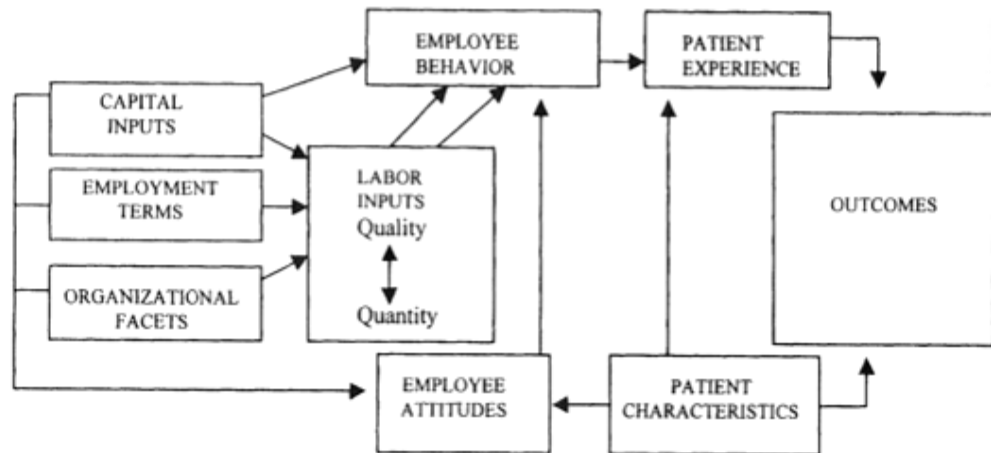 EMPLOYEE
BEHAVIOR
PATIENT
EXPERIENCE
CAPITAL
INPUTS
EMPLOYMENT
TERMS
ORGANIZATIONAL
FACETS
LABOR
INPUTS
Quality
Quantity
OUTCOMES
EMPLOYEE
ATTITUDES
PATIENT
CHARACTERISTICS